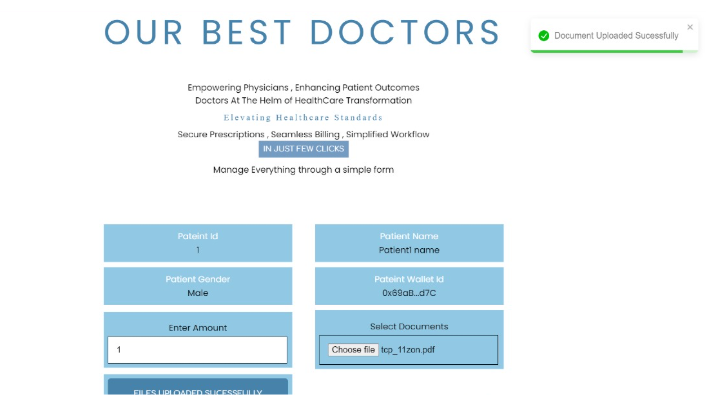 OUR BEST DOCTORS
Document Uploaded Sucessfully
Empowering Physicians , Enhancing Patient Outcomes
Doctors At The Helm of HealthCare Transformation
Elevating Healthcare Standards
Secure Prescriptions , Seamless Billing , Simplified Workflow
IN JUST FEW CLICKS
Manage Everything through a simple form
Pateint Id
1
Patient Name
Patient1 name
Patient Gender
Male
Pateint Wallet Id
0x69aB...d7C
Enter Amount
1
Select Documents
Choose file tcp_11zon.pdf
FILES UPLOADED SUCESSFULLY